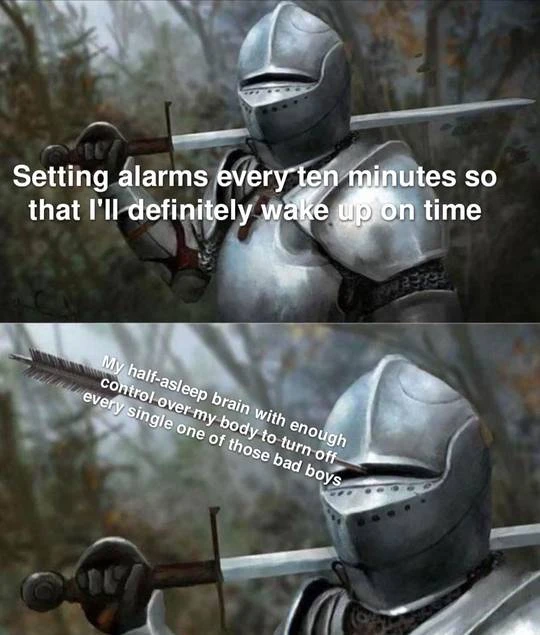 Setting alarms every ten minutes so
that I'll definitely wake up on time
My half-asleep brain with enough
control over my body to turn off
every single one of those bad boys